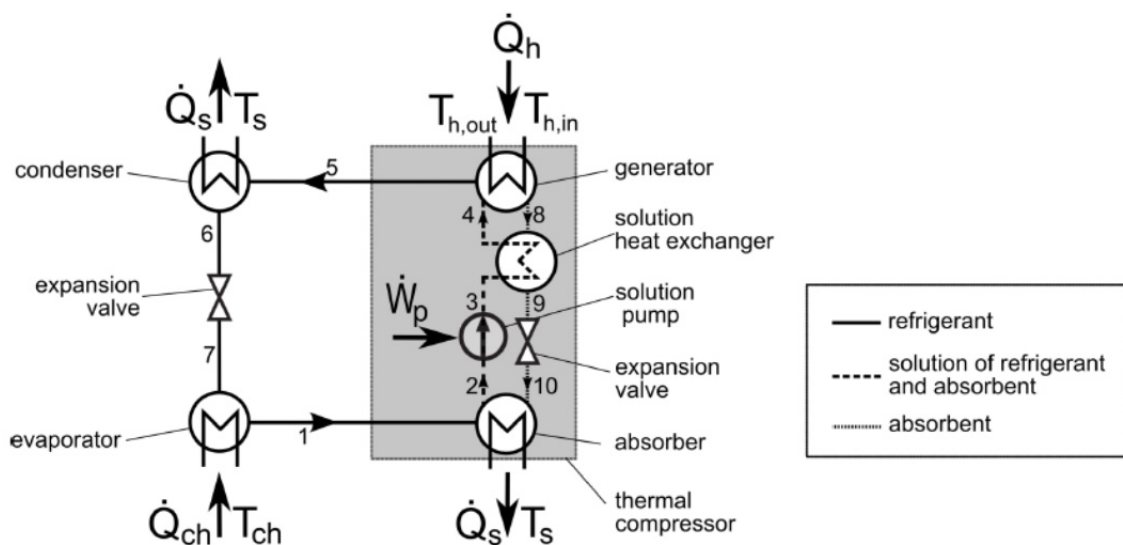 Q̇h
Q̇s Ts
Th,out Th,in
condenser
5
generator
4
8
6
solution
heat exchanger
expansion
valve
Ẇp
3
9
solution
pump
7
expansion
valve
2
10
evaporator
1
absorber
Q̇ch Tch
Q̇s Ts
thermal
compressor
refrigerant
solution of refrigerant
and absorbent
absorbent